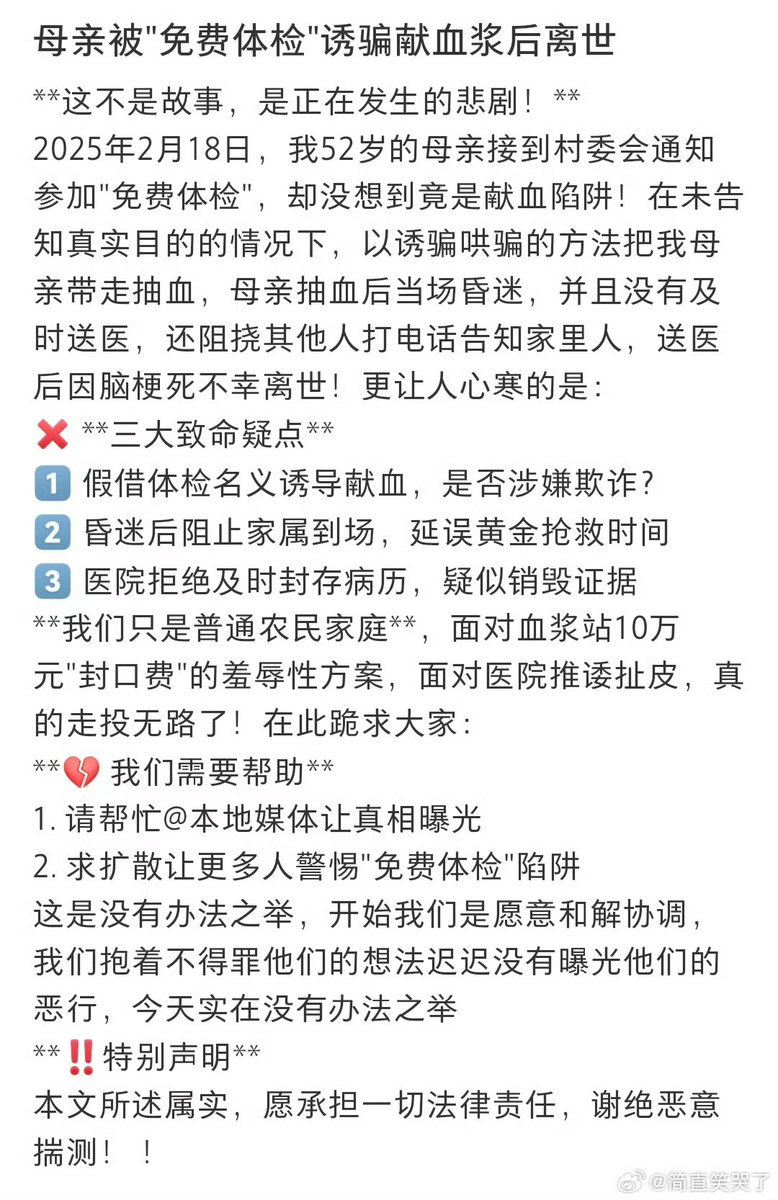 母亲被"免费体检"诱骗献血浆后离世
**这不是故事，是正在发生的悲剧！**
2025年2月18日，我52岁的母亲接到村委会通知
参加"免费体检"，却没想到竟是献血陷阱！在未告
知真实目的的情况下，以诱骗哄骗的方法把我母
亲带走抽血，母亲抽血后当场昏迷，并且没有及
时送医，还阻挠其他人打电话告知家里人，送医
后因脑梗死不幸离世！更让人心寒的是：
❌ **三大致命疑点**
1️⃣ 假借体检名义诱导献血，是否涉嫌欺诈？
2️⃣ 昏迷后阻止家属到场，延误黄金抢救时间
3️⃣ 医院拒绝及时封存病历，疑似销毁证据
**我们只是普通农民家庭**，面对血浆站10万
元"封口费"的羞辱性方案，面对医院推诿扯皮，真
的走投无路了！在此跪求大家：
**💔 我们需要帮助**
1. 请帮忙@本地媒体让真相曝光
2. 求扩散让更多人警惕"免费体检"陷阱
这是没有办法之举，开始我们是愿意和解协调，
我们抱着不得罪他们的想法迟迟没有曝光他们的
恶行，今天实在没有办法之举
**‼️特别声明**
本文所述属实，愿承担一切法律责任，谢绝恶意
揣测！！
@简直笑哭了